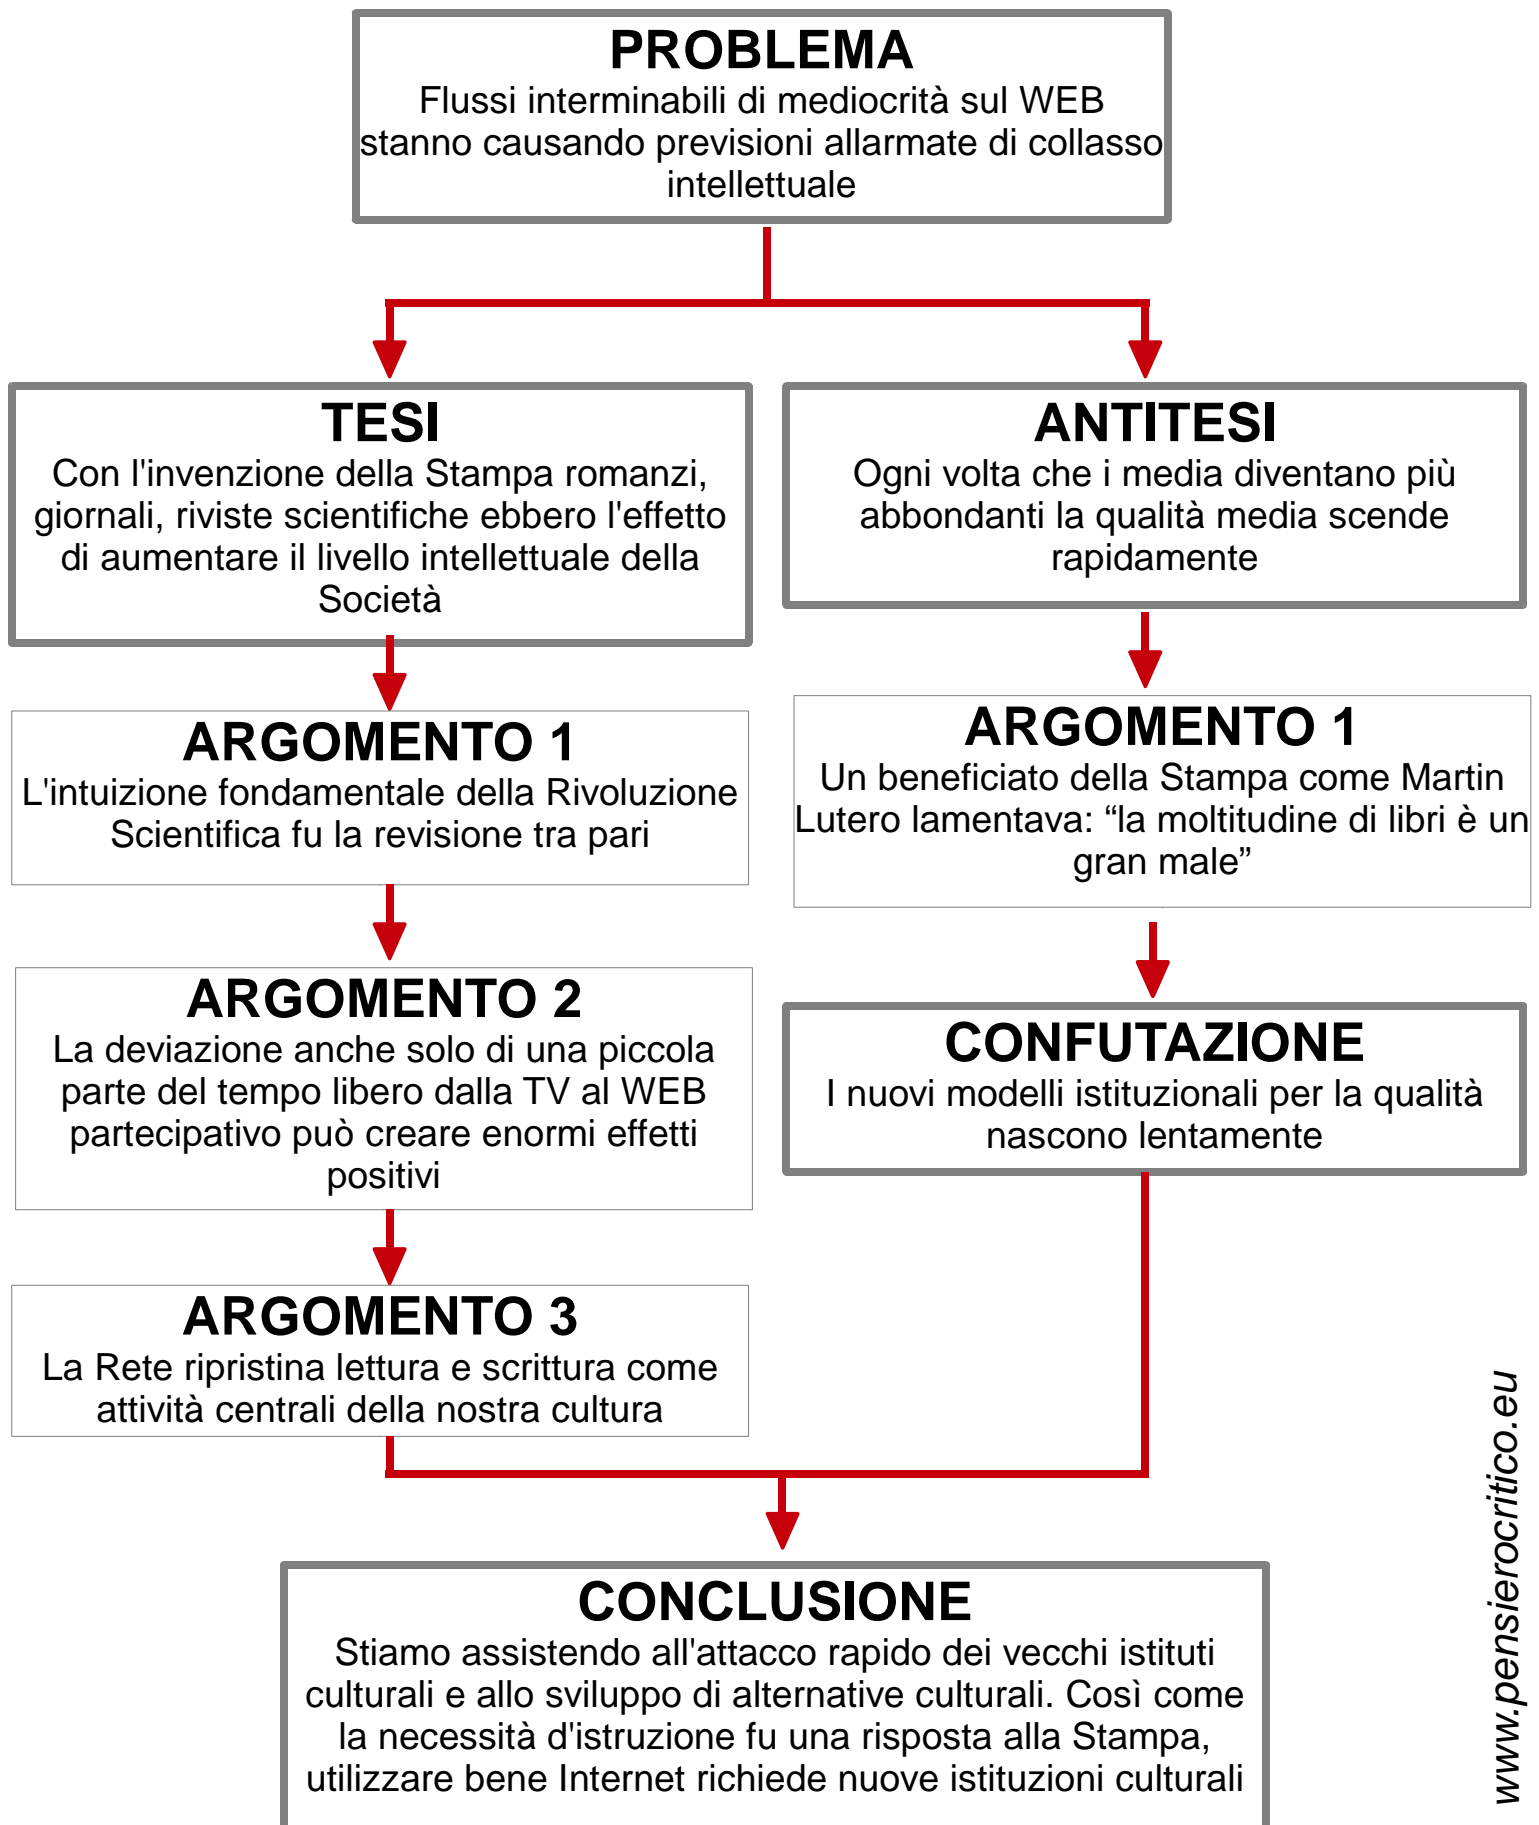 PROBLEMA
Flussi interminabili di mediocrità sul WEB
stanno causando previsioni allarmate di collasso
intellettuale
TESI
Con l'invenzione della Stampa romanzi,
giornali, riviste scientifiche ebbero l'effetto
di aumentare il livello intellettuale della
Società
ARGOMENTO 1
L'intuizione fondamentale della Rivoluzione
Scientifica fu la revisione tra pari
ARGOMENTO 2
La deviazione anche solo di una piccola
parte del tempo libero dalla TV al WEB
partecipativo può creare enormi effetti
positivi
ARGOMENTO 3
La Rete ripristina lettura e scrittura come
attività centrali della nostra cultura
ANTITESI
Ogni volta che i media diventano più
abbondanti la qualità media scende
rapidamente
ARGOMENTO 1
Un beneficiato della Stampa come Martin
Lutero lamentava: “la moltitudine di libri è un
gran male”
CONFUTAZIONE
I nuovi modelli istituzionali per la qualità
nascono lentamente
CONCLUSIONE
Stiamo assistendo all'attacco rapido dei vecchi istituti
culturali e allo sviluppo di alternative culturali. Così come
la necessità d'istruzione fu una risposta alla Stampa,
utilizzare bene Internet richiede nuove istituzioni culturali
www.pensierocritico.eu